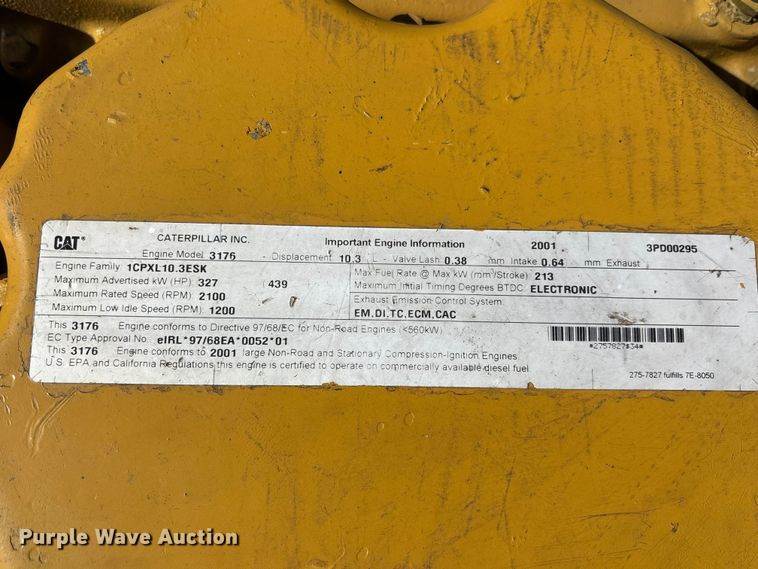 CAT® CATERPILLAR INC. Important Engine Information 2001 3PD00295
Engine Model 3176 - Displacement 10.3 L - Valve Lash 0.38 mm Intake 0.64 mm Exhaust
Engine Family 1CPXL10.3ESK
Maximum Advertised kW (HP) 327 ( 439
Maximum Rated Speed (RPM) 2100
Maximum Low Idle Speed (RPM) 1200
Max Fuel Rate @ Max kW (mm³/Stroke) 213
Maximum Initial Timing Degrees BTDC ELECTRONIC
Exhaust Emission Control System
EM,DI,TC,ECM,CAC
This 3176 Engine conforms to Directive 97/68/EC for Non-Road Engines (<560kW)
EC Type Approval No. eIRL*97/68EA*0052*01
This 3176 Engine conforms to 2001 large Non-Road and Stationary Compression-Ignition Engines
U.S. EPA and California Regulations this engine is certified to operate on commercially available diesel fuel.
*2757827#34#
275-7827 fulfills 7E-8050
Purple Wave Auction